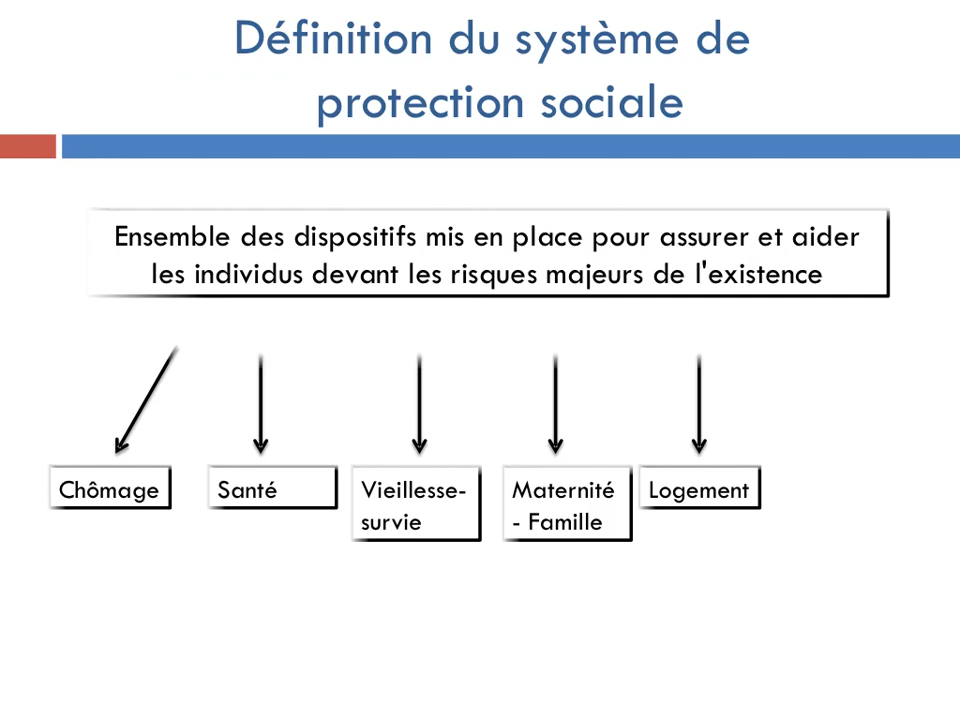 Définition du système de
protection sociale
Ensemble des dispositifs mis en place pour assurer et aider
les individus devant les risques majeurs de l'existence
Chômage
Santé
Vieillesse-
survie
Maternité
- Famille
Logement